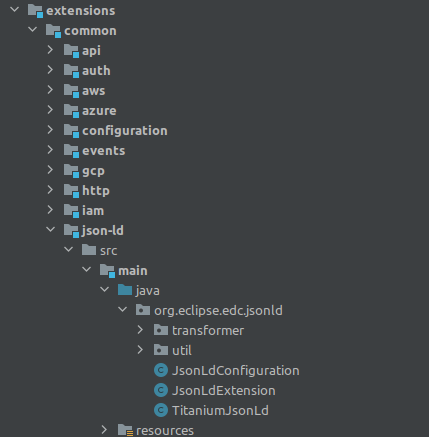 extensions
common
api
auth
aws
azure
configuration
events
gcp
http
iam
json-ld
src
main
java
org.eclipse.edc.jsonld
transformer
util
JsonLdConfiguration
JsonLdExtension
TitaniumJsonLd
resources